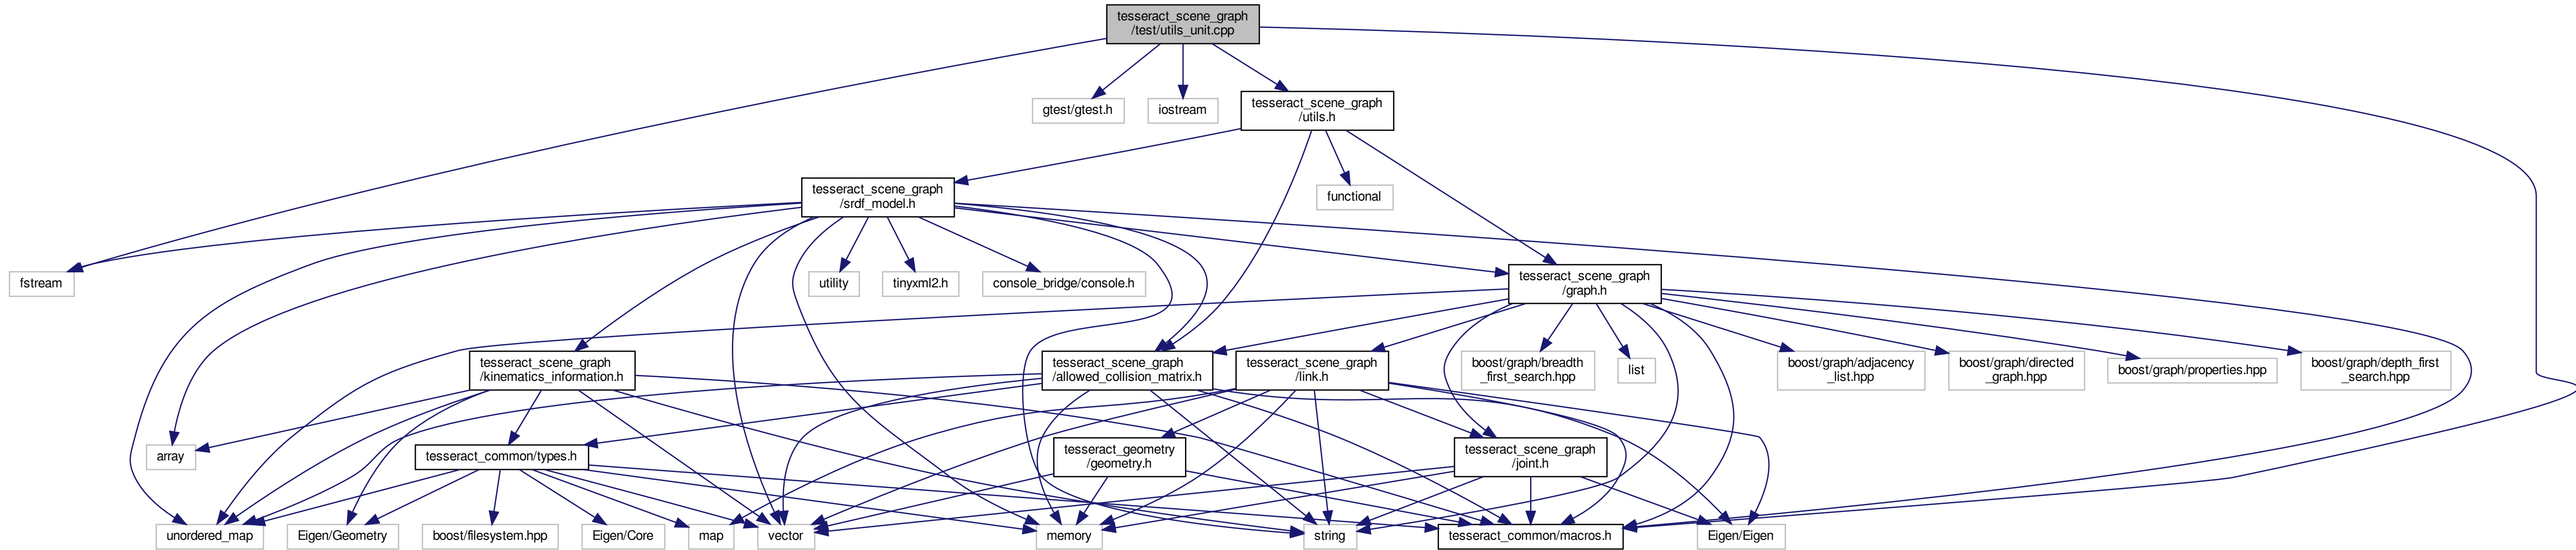 tesseract_scene_graph
/test/utils_unit.cpp
gtest/gtest.h
iostream
tesseract_scene_graph
/utils.h
tesseract_scene_graph
/srdf_model.h
functional
fstream
utility
tinyxml2.h
console_bridge/console.h
tesseract_scene_graph
/graph.h
tesseract_scene_graph
/kinematics_information.h
tesseract_scene_graph
/allowed_collision_matrix.h
tesseract_scene_graph
/link.h
boost/graph/breadth
_first_search.hpp
list
boost/graph/adjacency
_list.hpp
boost/graph/directed
_graph.hpp
boost/graph/properties.hpp
boost/graph/depth_first
_search.hpp
array
tesseract_common/types.h
tesseract_geometry
/geometry.h
tesseract_scene_graph
/joint.h
unordered_map
Eigen/Geometry
boost/filesystem.hpp
Eigen/Core
map
vector
memory
string
tesseract_common/macros.h
Eigen/Eigen